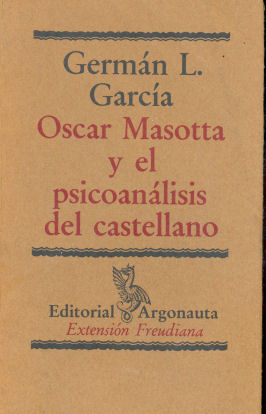 Germán L.
García
Oscar Masotta
y el
psicoanálisis
del castellano
Editorial Argonauta
Extensión Freudiana